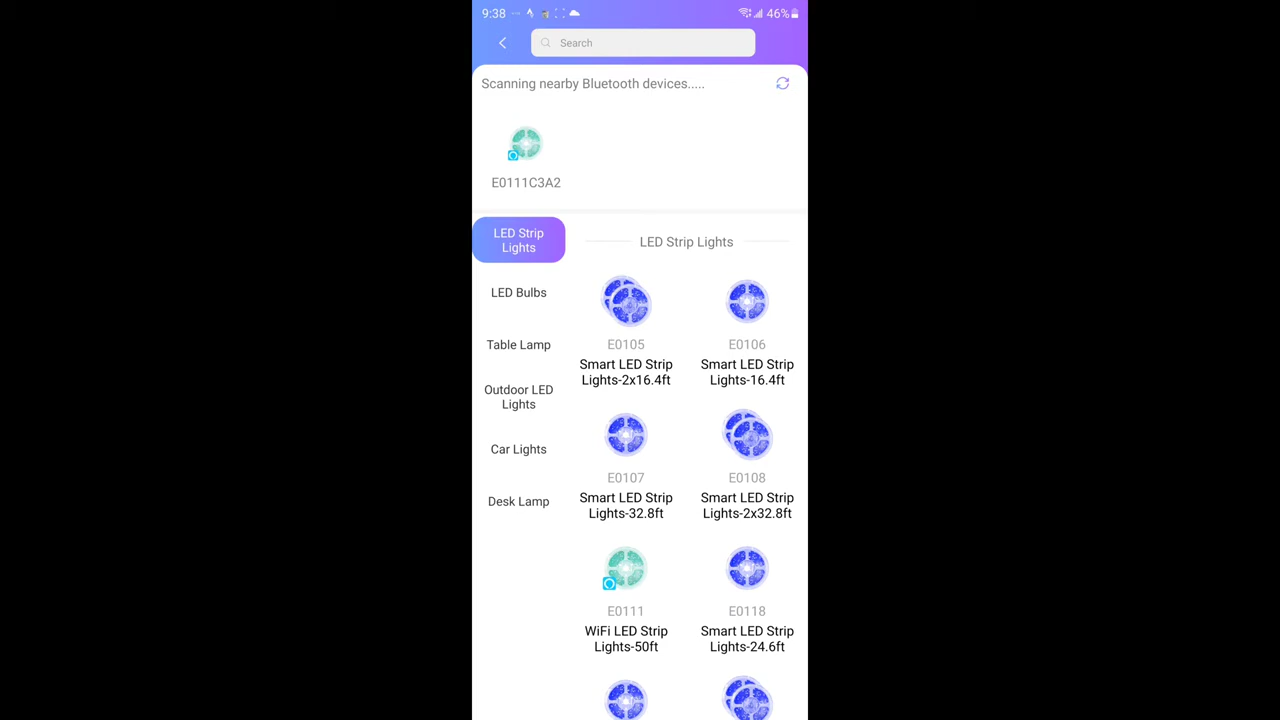 9:38
46%
Search
Scanning nearby Bluetooth devices.....
E0111C3A2
LED Strip
Lights
LED Bulbs
Table Lamp
Outdoor LED
Lights
Car Lights
Desk Lamp
LED Strip Lights
E0105
Smart LED Strip
Lights-2x16.4ft
E0106
Smart LED Strip
Lights-16.4ft
E0107
Smart LED Strip
Lights-32.8ft
E0108
Smart LED Strip
Lights-2x32.8ft
E0111
WiFi LED Strip
Lights-50ft
E0118
Smart LED Strip
Lights-24.6ft